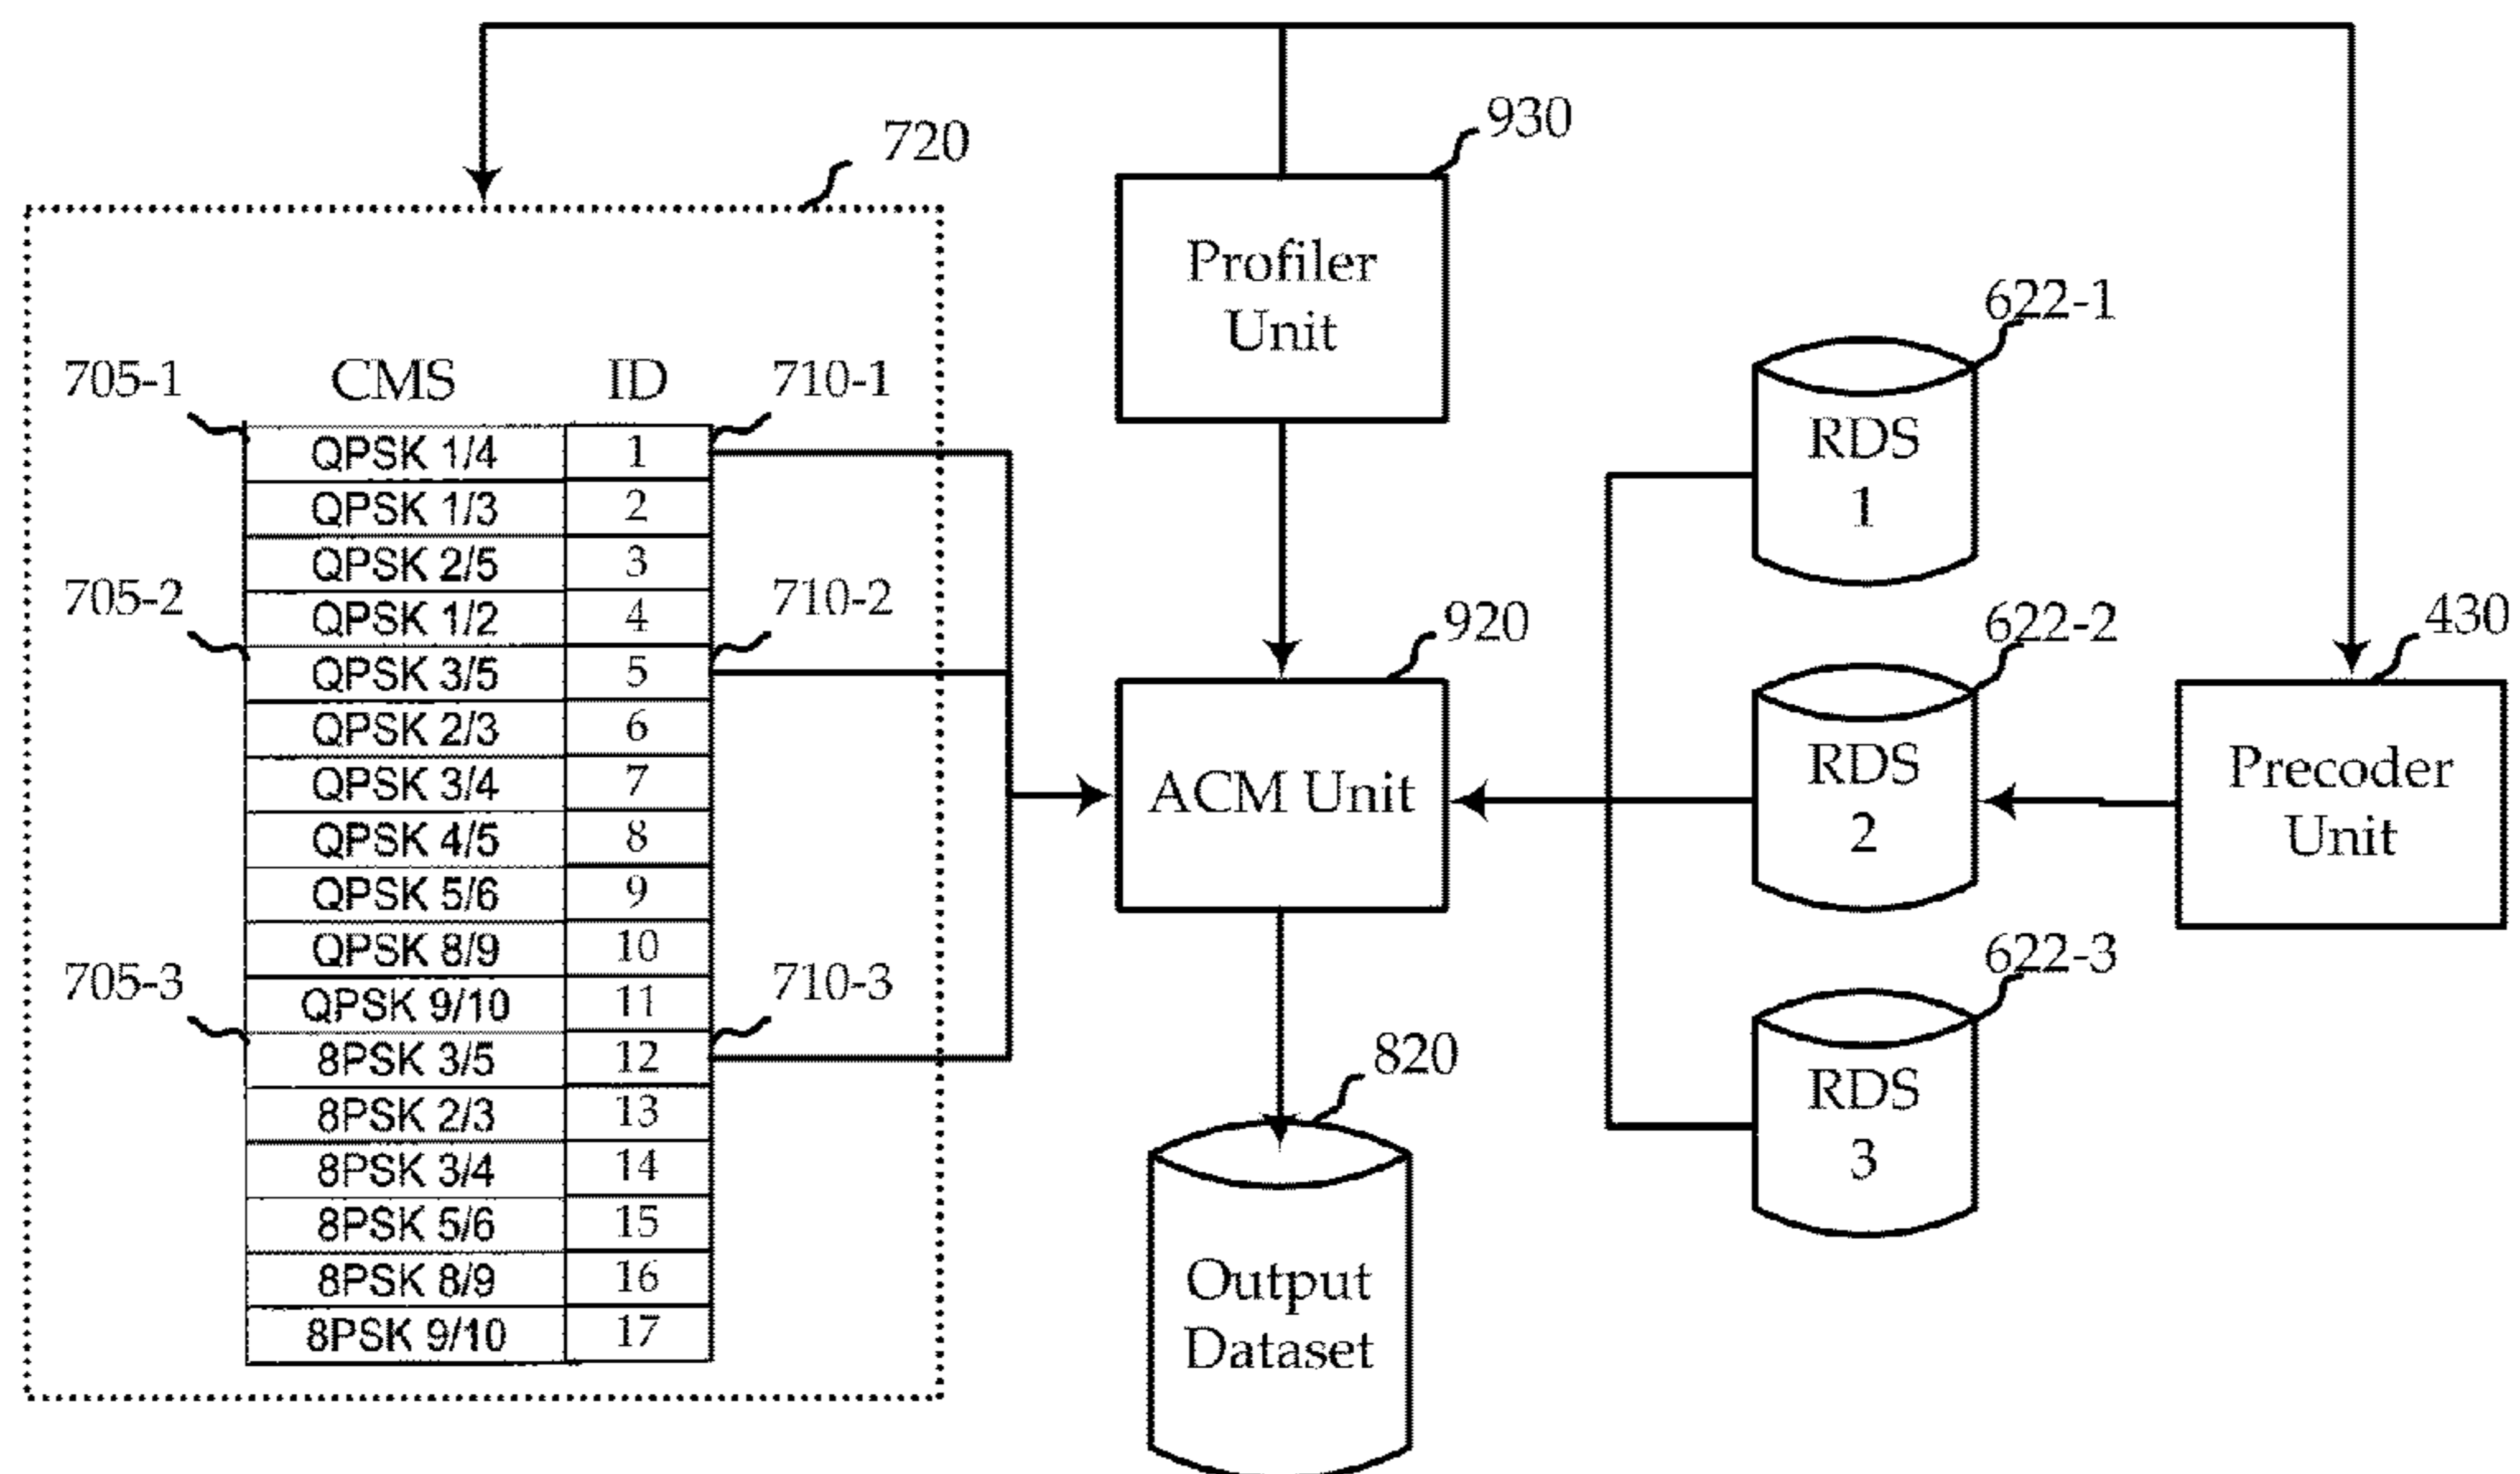 930
720
Profiler
Unit
622-1
705-1 CMS ID 710-1
RDS
1
QPSK 1/4 1
QPSK 1/3 2
QPSK 2/5 3
705-2 710-2
QPSK 1/2 4
920
622-2
430
QPSK 3/5 5
QPSK 2/3 6
QPSK 3/4 7
ACM Unit
RDS
2
Precoder
Unit
QPSK 4/5 8
QPSK 5/6 9
QPSK 8/9 10
705-3 710-3
622-3
QPSK 9/10 11
8PSK 3/5 12
820
RDS
3
8PSK 2/3 13
8PSK 3/4 14
8PSK 5/6 15
8PSK 8/9 16
8PSK 9/10 17
Output
Dataset